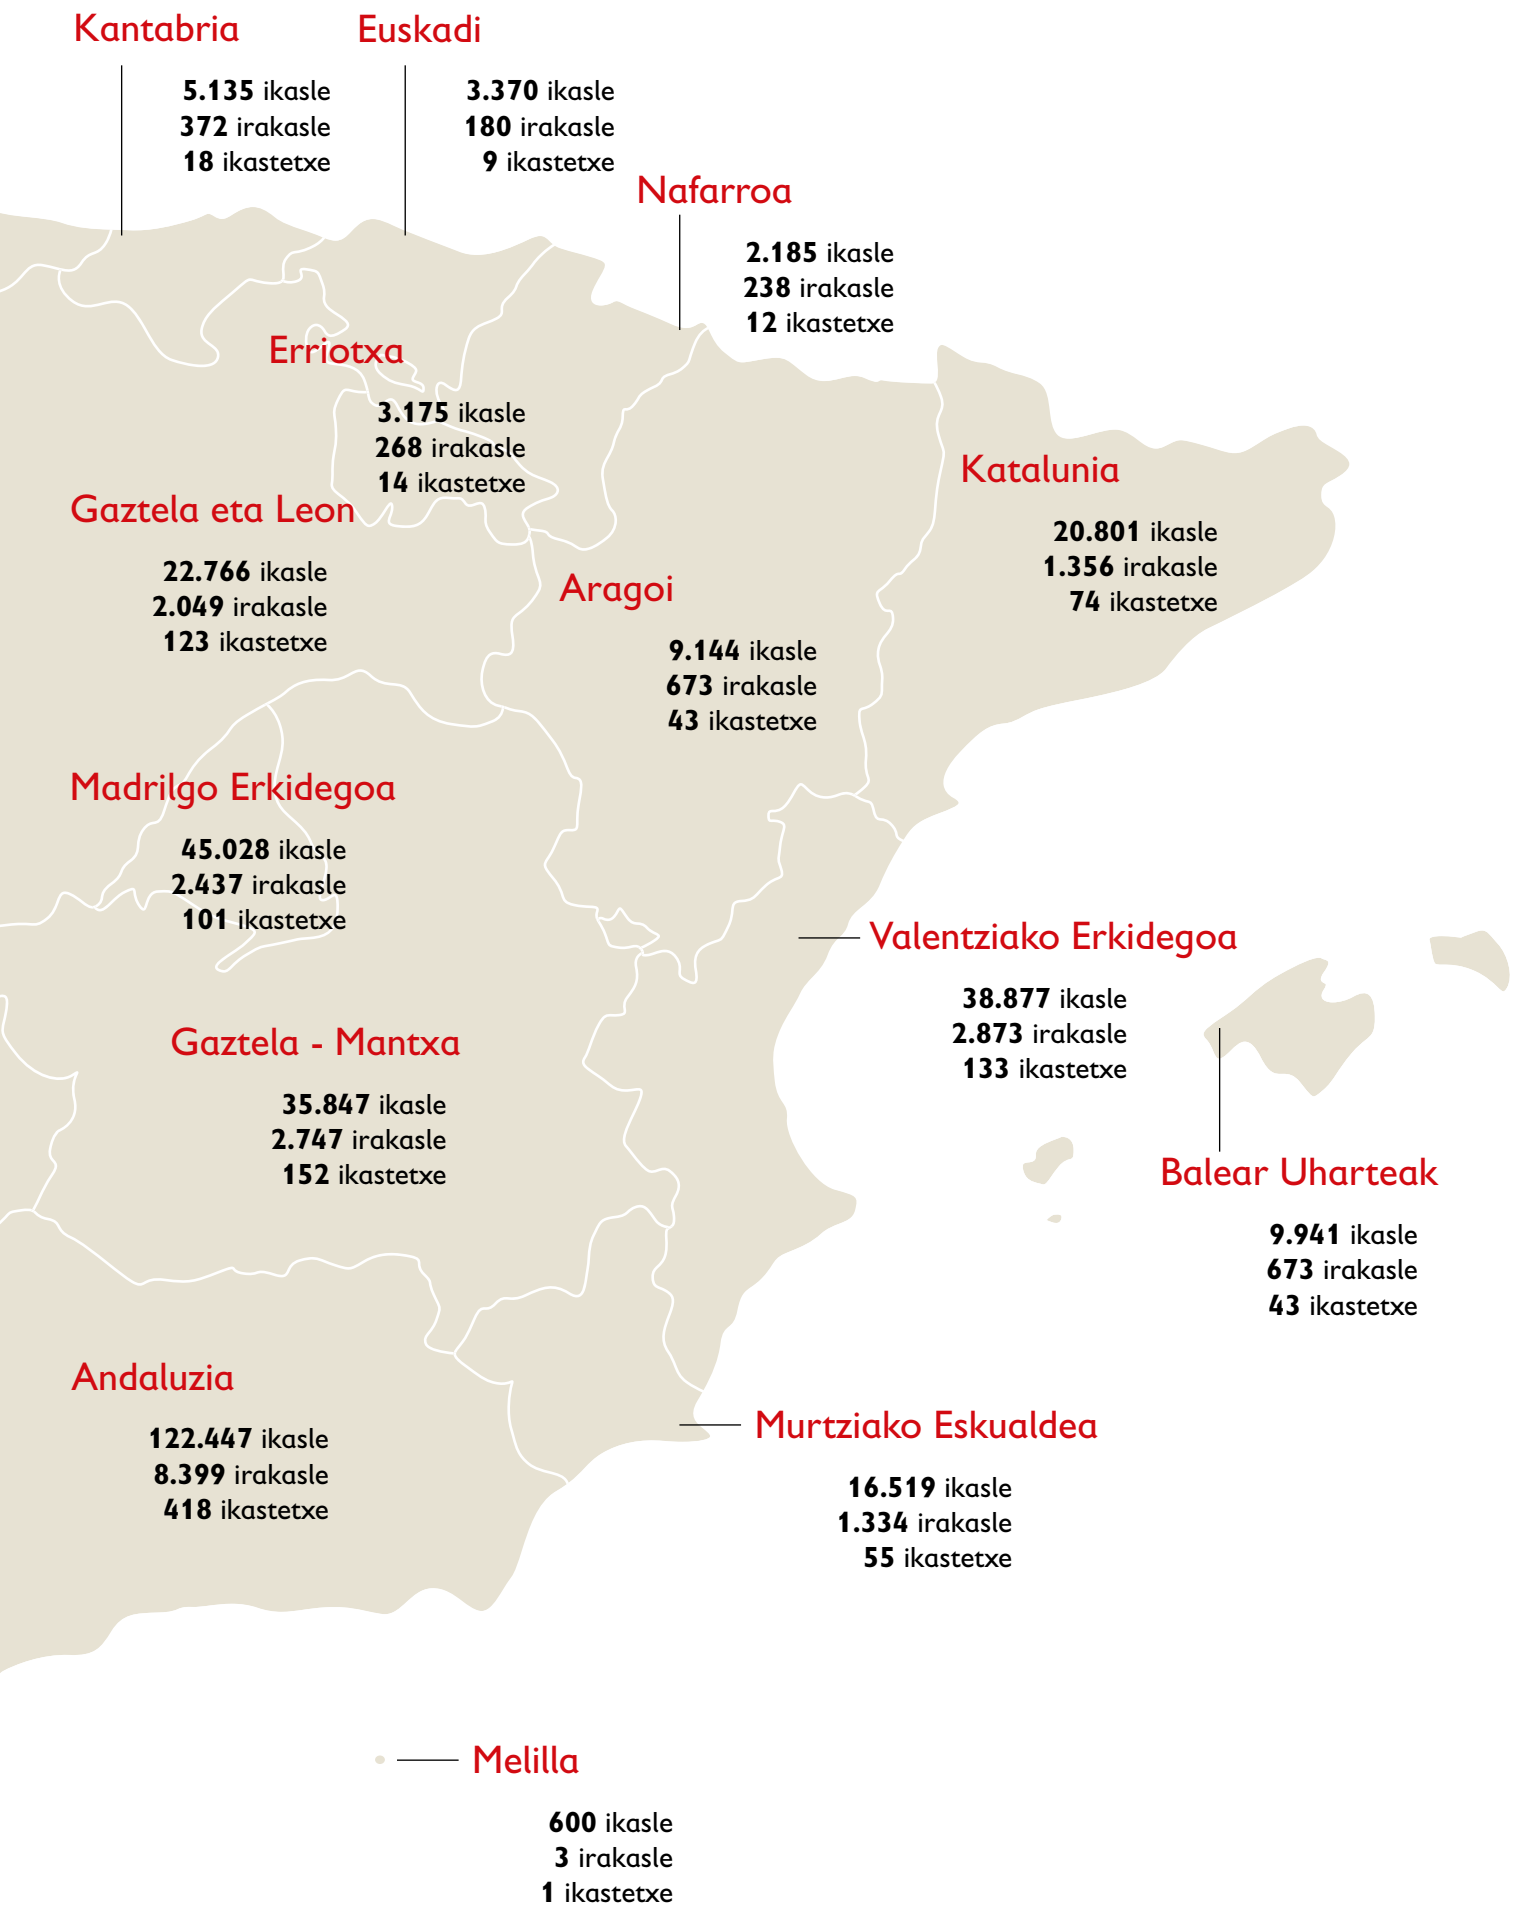 Kantabria
5.135 ikasle
372 irakasle
18 ikastetxe
Euskadi
3.370 ikasle
180 irakasle
9 ikastetxe
Nafarroa
2.185 ikasle
238 irakasle
12 ikastetxe
Erriotxa
3.175 ikasle
268 irakasle
14 ikastetxe
Katalunia
20.801 ikasle
1.356 irakasle
74 ikastetxe
Gaztela eta Leon
22.766 ikasle
2.049 irakasle
123 ikastetxe
Aragoi
9.144 ikasle
673 irakasle
43 ikastetxe
Madrilgo Erkidegoa
45.028 ikasle
2.437 irakasle
101 ikastetxe
Valentziako Erkidegoa
38.877 ikasle
2.873 irakasle
133 ikastetxe
Gaztela - Mantxa
35.847 ikasle
2.747 irakasle
152 ikastetxe
Balear Uharteak
9.941 ikasle
673 irakasle
43 ikastetxe
Andaluzia
122.447 ikasle
8.399 irakasle
418 ikastetxe
Murtziako Eskualdea
16.519 ikasle
1.334 irakasle
55 ikastetxe
Melilla
600 ikasle
3 irakasle
1 ikastetxe